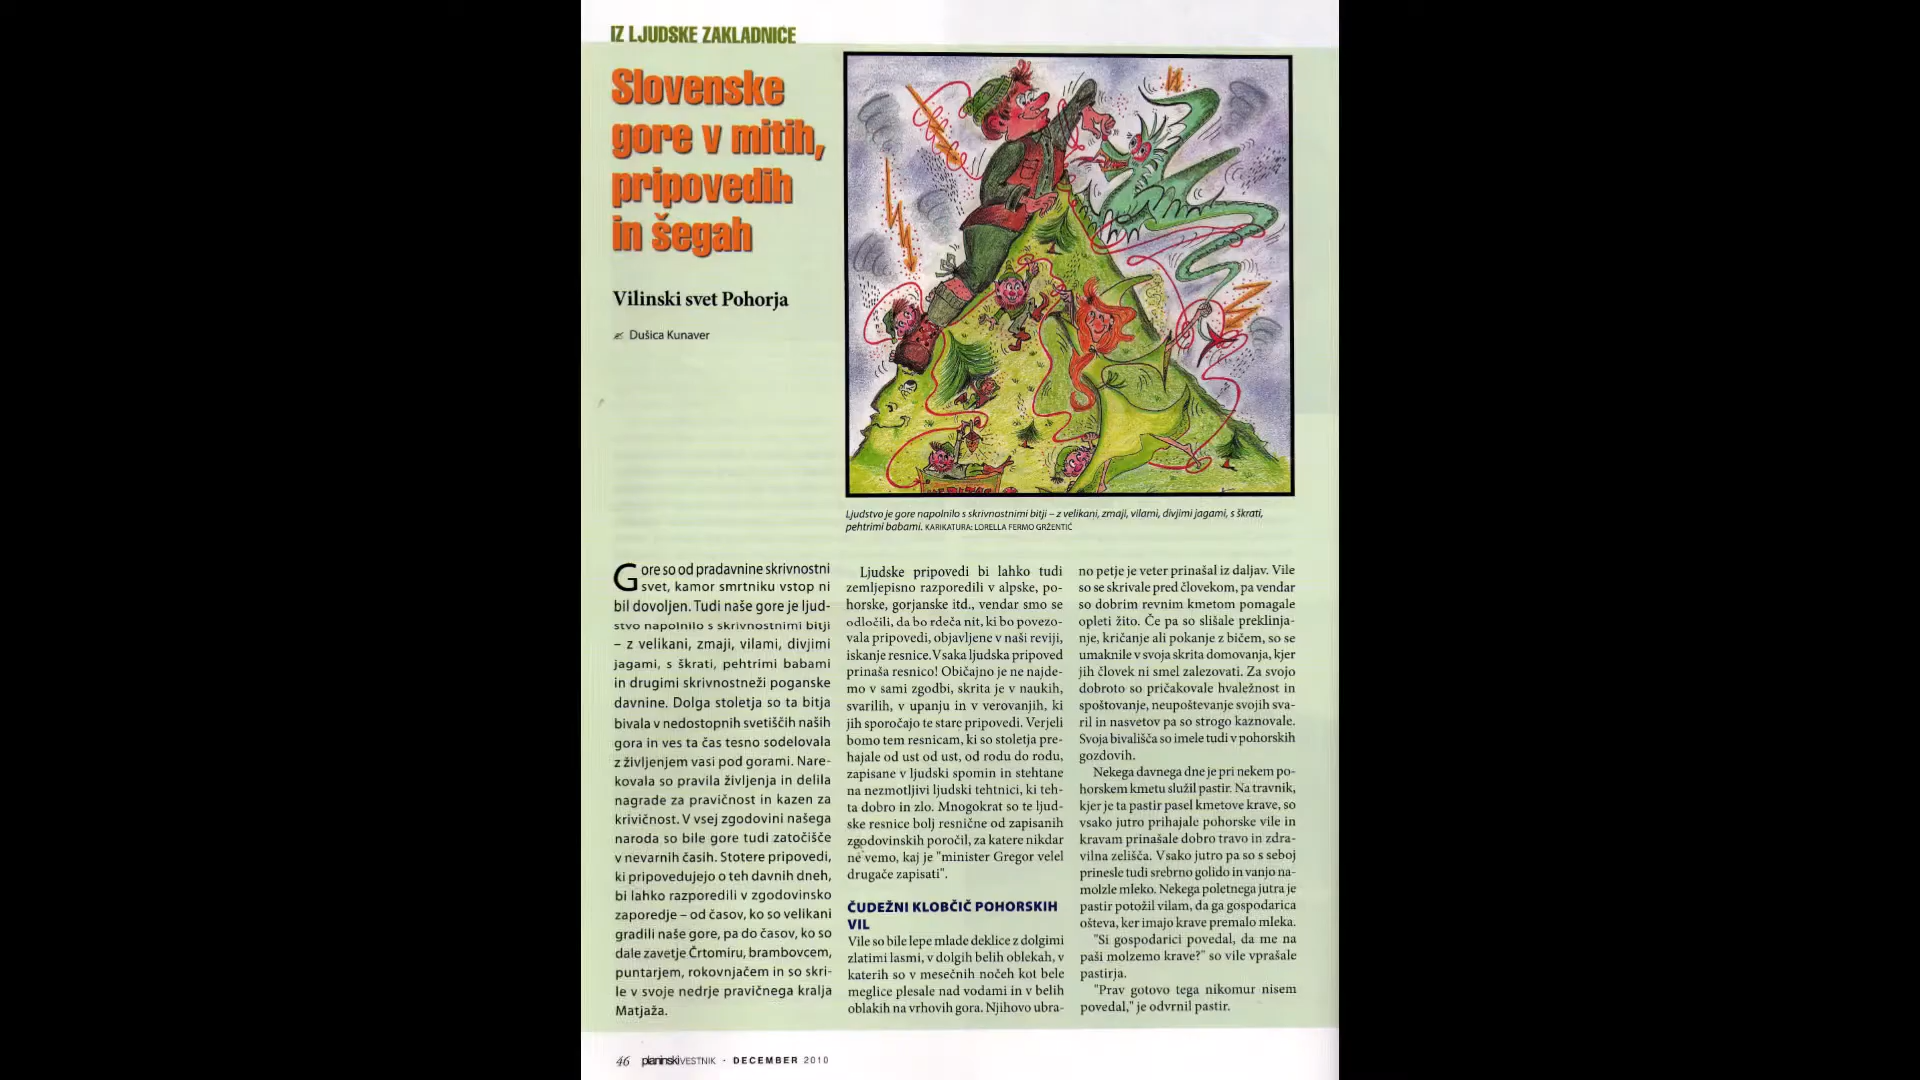 IZ LJUDSKE ZAKLADNICE
Slovenske
gore v mitih,
pripovedih
in šegah
Vilinski svet Pohorja
Dušica Kunaver
Ljudstvo je gore napolnilo s skrivnostnimi bitji – z velikani, zmaji, vilami, divjimi jagami, s škrati,
pehtrimi babami. KARIKATURA: LORELLA FERMO GRŽENTIĆ
Gore so od pradavnine skrivnostni
svet, kamor smrtniku vstop ni
bil dovoljen. Tudi naše gore je ljud-
stvo napolnilo s skrivnostnimi bitji
– z velikani, zmaji, vilami, divjimi
jagami, s škrati, pehtrimi babami
in drugimi skrivnostneži poganske
davnine. Dolga stoletja so ta bitja
bivala v nedostopnih svetiščih naših
gora in ves ta čas tesno sodelovala
z življenjem vasi pod gorami. Nare-
kovala so pravila življenja in delila
nagrade za pravičnost in kazen za
krivičnost. V vsej zgodovini našega
naroda so bile gore tudi zatočišče
v nevarnih časih. Stotere pripovedi,
ki pripovedujejo o teh davnih dneh,
bi lahko razporedili v zgodovinsko
zaporedje – od časov, ko so velikani
gradili naše gore, pa do časov, ko so
dale zavetje Črtomiru, brambovcem,
puntarjem, rokovnjačem in so skri-
le v svoje nedrje pravičnega kralja
Matjaža.
Ljudske pripovedi bi lahko tudi
zemljepisno razporedili v alpske, po-
horske, gorjanske itd., vendar smo se
odločili, da bo rdeča nit, ki bo povezo-
vala pripovedi, objavljene v naši reviji,
iskanje resnice. Vsaka ljudska pripoved
prinaša resnico! Običajno je ne najde-
mo v sami zgodbi, skrita je v naukih,
svarilih, v upanju in v verovanjih, ki
jih sporočajo te stare pripovedi. Verjeli
bomo tem resnicam, ki so stoletja pre-
hajale od ust od ust, od rodu do rodu,
zapisane v ljudski spomin in stehtane
na nezmotljivi ljudski tehtnici, ki teh-
ta dobro in zlo. Mnogokrat so te ljud-
ske resnice bolj resnične od zapisanih
zgodovinskih poročil, za katere nikdar
ne vemo, kaj je "minister Gregor velel
drugače zapisati".
ČUDEŽNI KLOBČIČ POHORSKIH
VIL
Vile so bile lepe mlade deklice z dolgimi
zlatimi lasmi, v dolgih belih oblekah, v
katerih so v mesečnih nočeh kot bele
meglice plesale nad vodami in v belih
oblakih na vrhovih gora. Njihovo ubra-
no petje je veter prinašal iz daljav. Vile
so se skrivale pred človekom, pa vendar
so dobrim revnim kmetom pomagale
opleti žito. Če pa so slišale preklinja-
nje, kričanje ali pokanje z bičem, so se
umaknile v svoja skrita domovanja, kjer
jih človek ni smel zalezovati. Za svojo
dobroto so pričakovale hvaležnost in
spoštovanje, neupoštevanje svojih sva-
ril in nasvetov pa so strogo kaznovale.
Svoja bivališča so imele tudi v pohorskih
gozdovih.
Nekega davnega dne je pri nekem po-
horskem kmetu služil pastir. Na travnik,
kjer je ta pastir pasel kmetove krave, so
vsako jutro prihajale pohorske vile in
kravam prinašale dobro travo in zdra-
vilna zelišča. Vsako jutro pa so s seboj
prinesle tudi srebrno golido in vanjo na-
molzle mleko. Nekega poletnega jutra je
pastir potožil vilam, da ga gospodarica
ošteva, ker imajo krave premalo mleka.
"Si gospodarici povedal, da me na
paši molzemo krave?" so vile vprašale
pastirja.
"Prav gotovo tega nikomur nisem
povedal," je odvrnil pastir.
46 planinskiVESTNIK · DECEMBER 2010